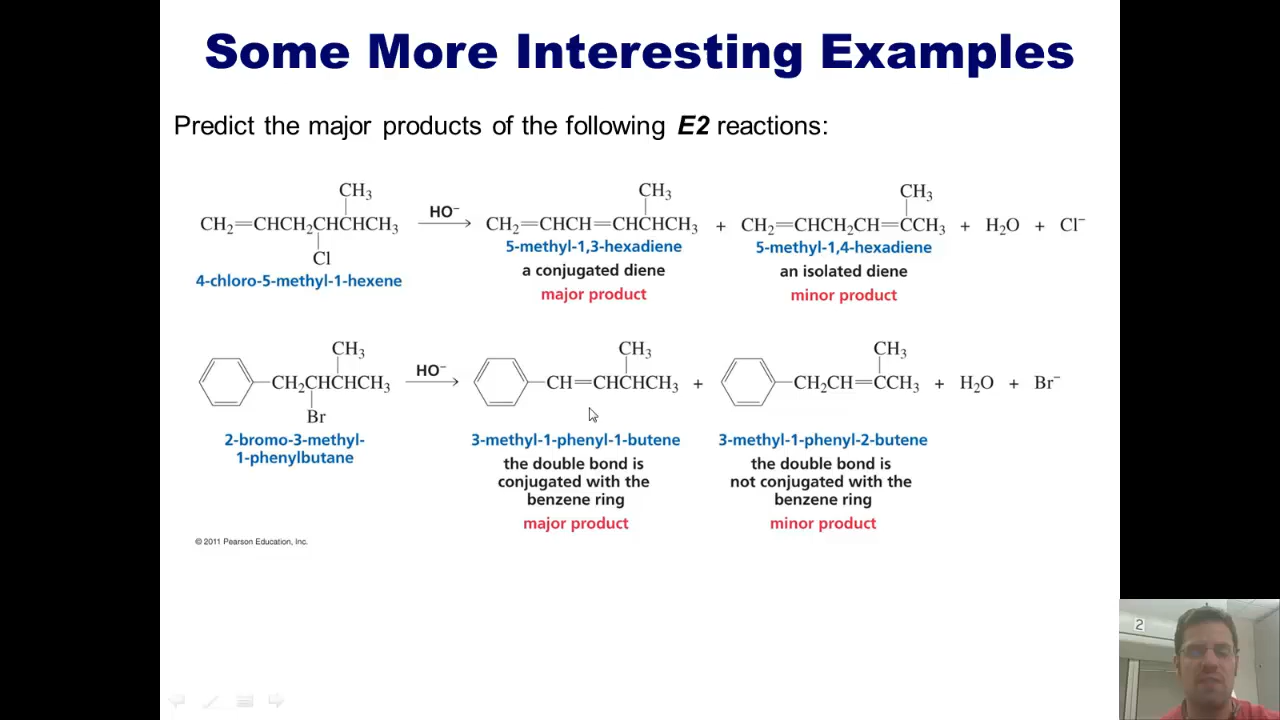 Some More Interesting Examples
Predict the major products of the following E2 reactions:
CH3 CH3 CH3
CH2=CHCH2CHCHCH3 HO− CH2=CHCH=CHCHCH3 + CH2=CHCH2CH=CCH3 + H2O + Cl−
Cl
4-chloro-5-methyl-1-hexene
5-methyl-1,3-hexadiene
a conjugated diene
major product
5-methyl-1,4-hexadiene
an isolated diene
minor product
CH3 CH3 CH3
CH2CHCHCH3 HO− CH=CHCHCH3 + CH2CH=CCH3 + H2O + Br−
Br
2-bromo-3-methyl-
1-phenylbutane
3-methyl-1-phenyl-1-butene
the double bond is
conjugated with the
benzene ring
major product
3-methyl-1-phenyl-2-butene
the double bond is
not conjugated with the
benzene ring
minor product
© 2011 Pearson Education, Inc.
2